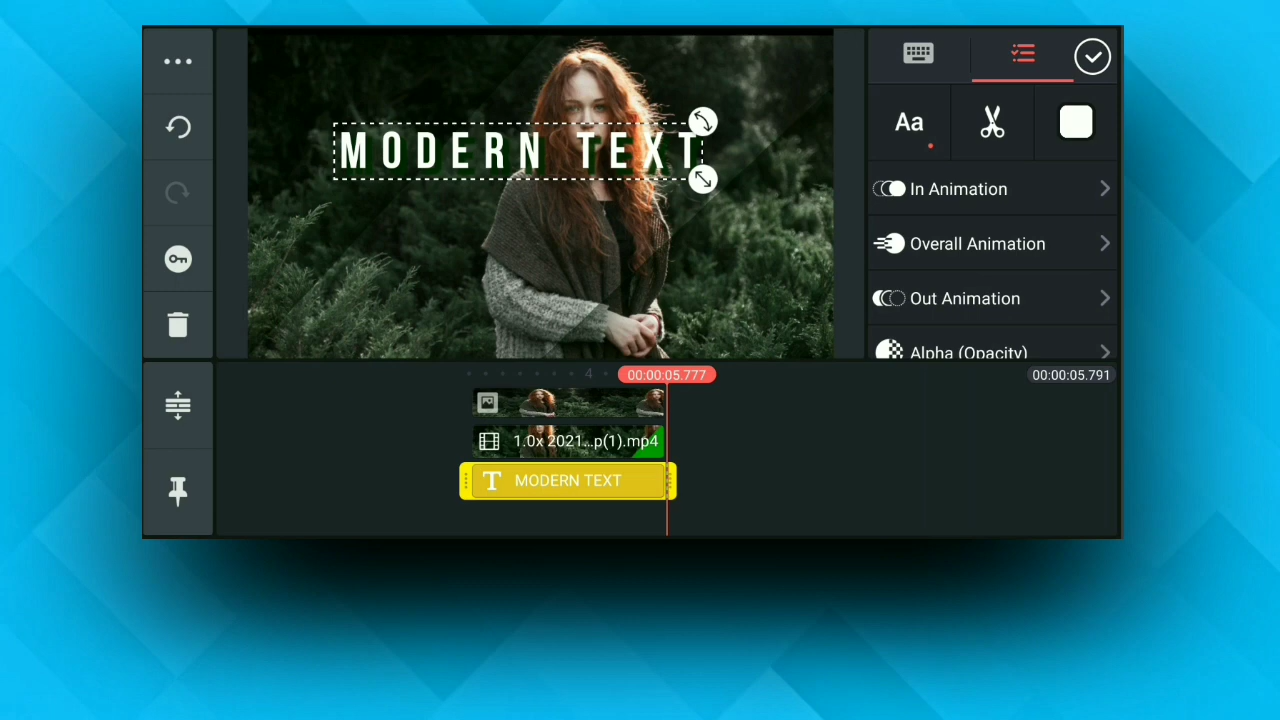 MODERN TEXT
Aa
In Animation
Overall Animation
Out Animation
Alpha (Opacity)
4
00:00:05.777
00:00:05.791
1.0x 2021...p(1).mp4
T MODERN TEXT